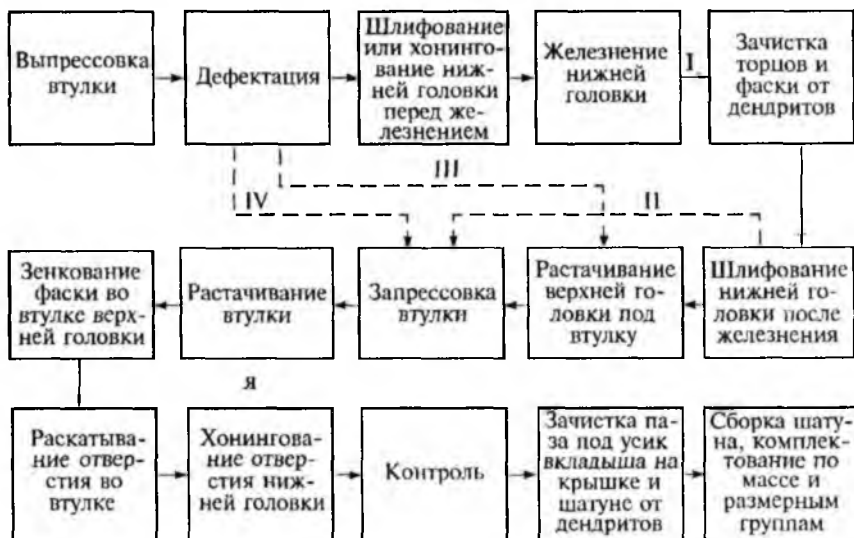 Выпрессовка
втулки
Дефектация
Шлифование
или хонинго-
вание ниж-
ней головки
перед же-
лезнением
Железнение
нижней
головки
I
Зачистка
торцов и
фаски от
дендритов
III
IV
II
Зенкование
фаски во
втулке верх-
ней головки
Растачивание
втулки
Запрессовка
втулки
Растачивание
верхней го-
ловки под
втулку
Шлифование
нижней го-
ловки после
железнения
я
Раскатыва-
ние отвер-
стия во
втулке
Хонингова-
ние отвер-
стия ниж-
ней головки
Контроль
Зачистка па-
за под усик
вкладыша на
крышке и
шатуне от
дендритов
Сборка шату-
на, комплек-
тование по
массе и
размерным
группам